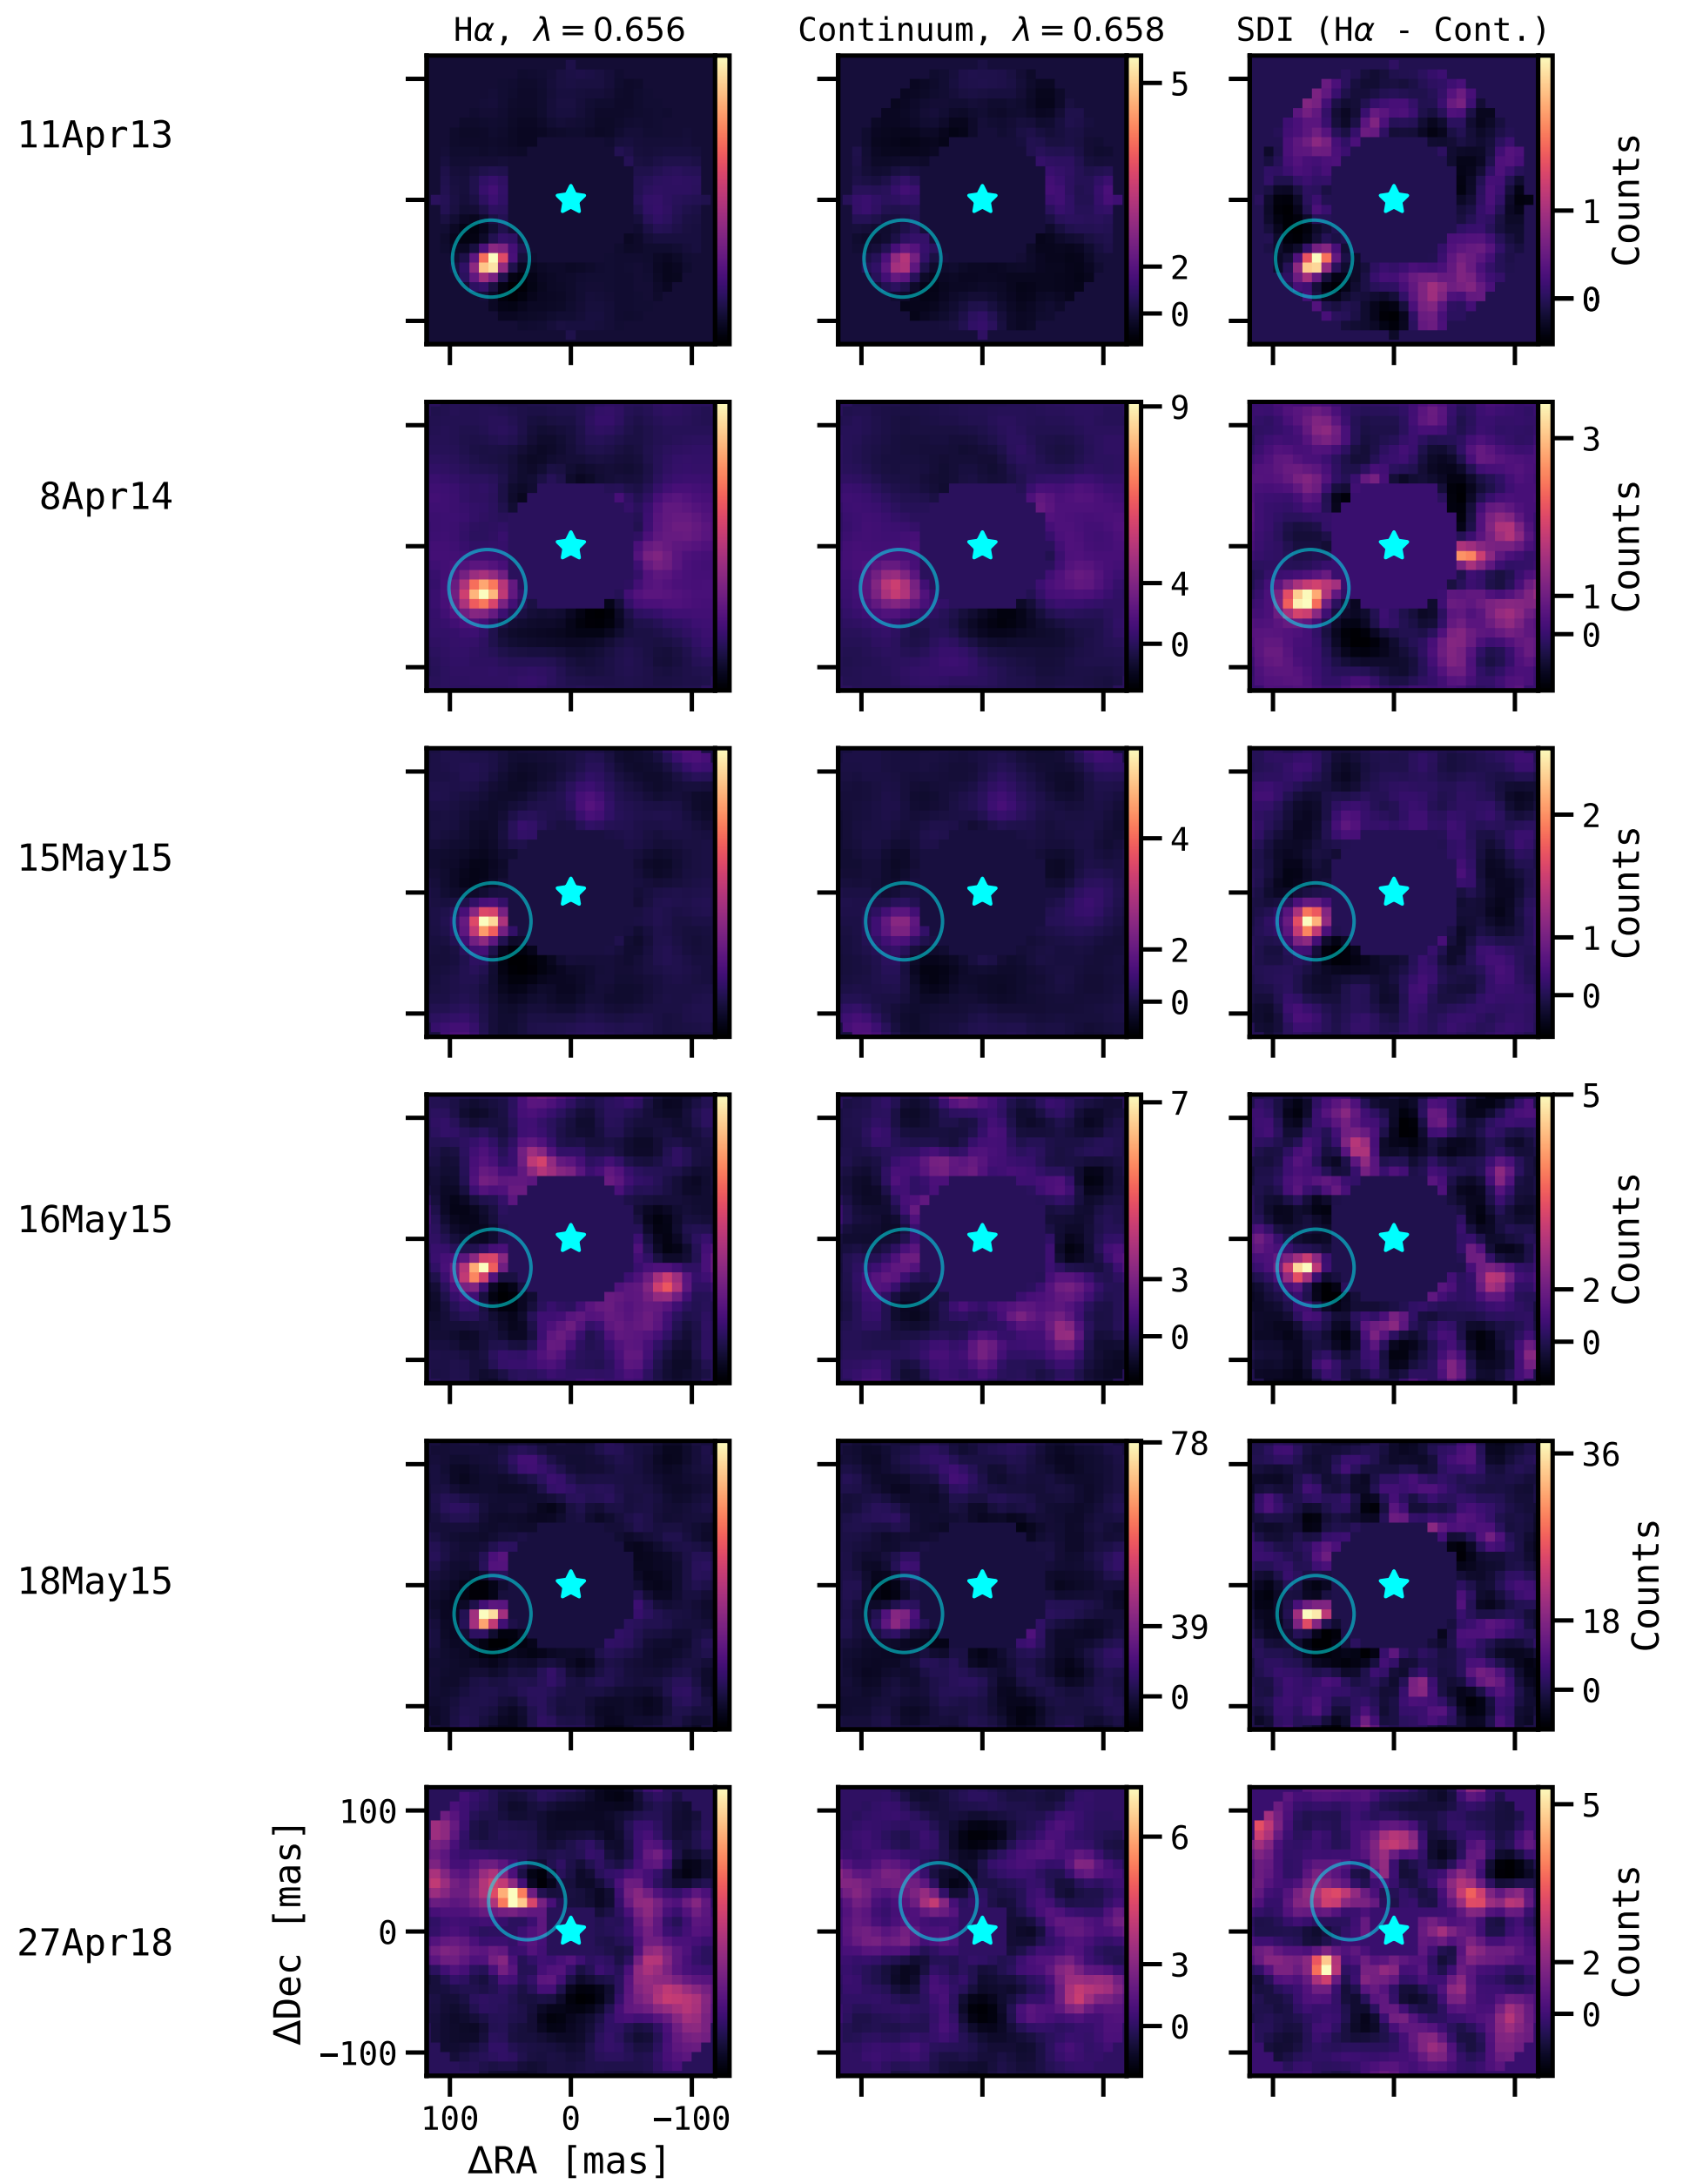 Hα, λ = 0.656
Continuum, λ = 0.658
SDI (Hα - Cont.)
11Apr13
5
2
0
1
0
Counts
8Apr14
9
4
0
3
1
0
Counts
15May15
4
2
0
2
1
0
Counts
16May15
7
3
0
5
2
0
Counts
18May15
78
39
0
36
18
0
Counts
27Apr18
ΔDec [mas]
100
0
−100
6
3
0
5
2
0
Counts
100 0 −100
ΔRA [mas]